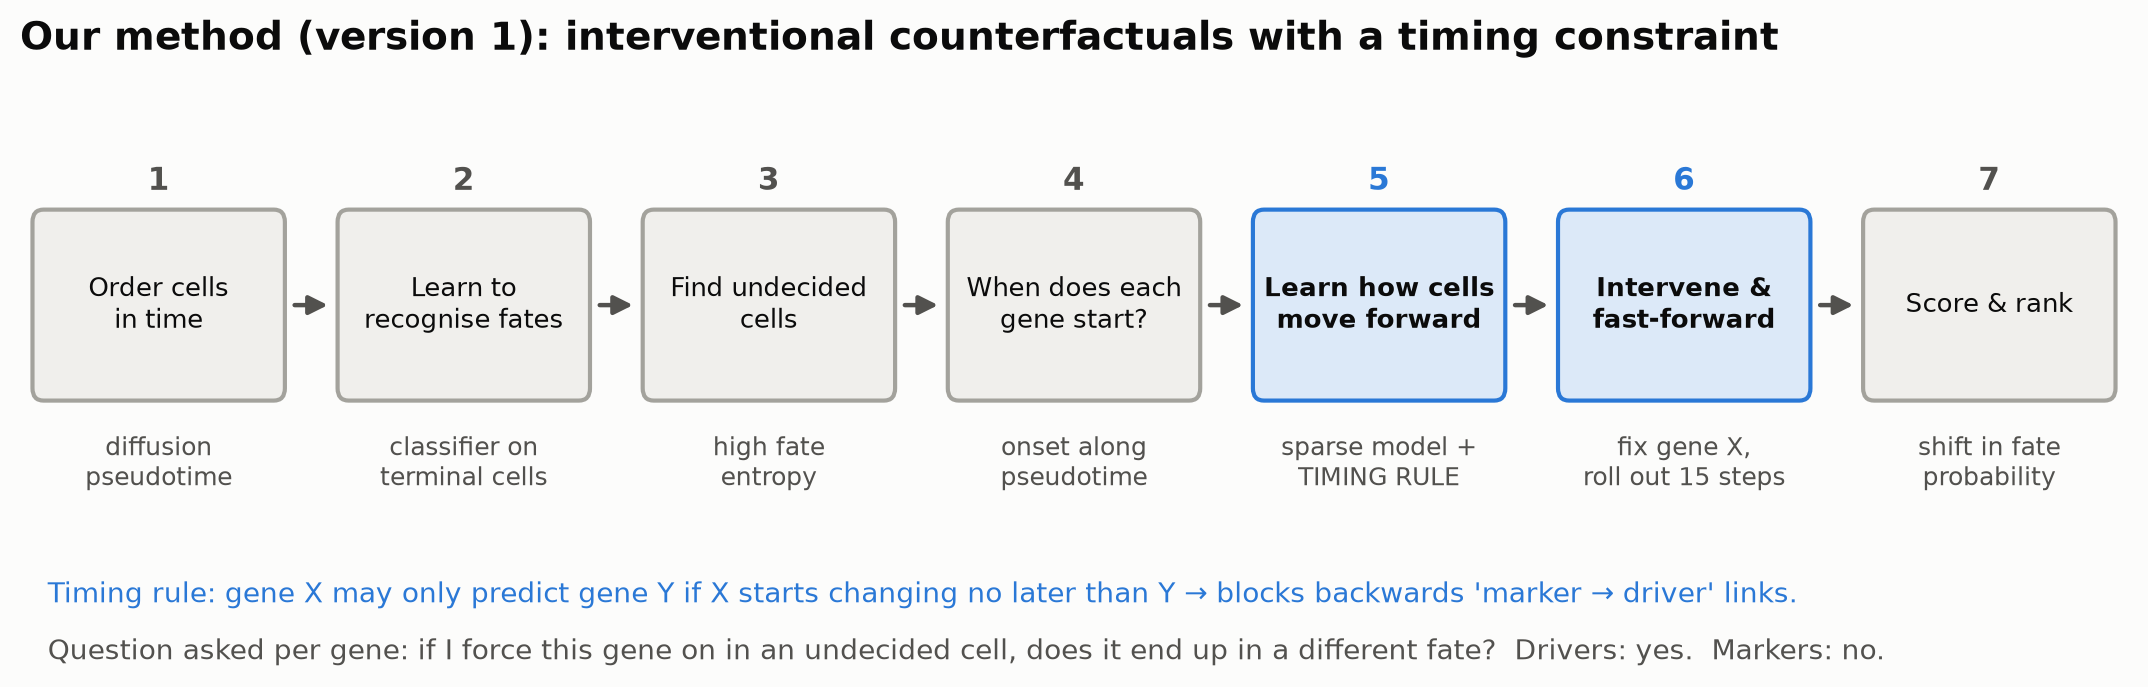 Our method (version 1): interventional counterfactuals with a timing constraint
1
2
3
4
5
6
7
Order cells
in time
Learn to
recognise fates
Find undecided
cells
When does each
gene start?
Learn how cells
move forward
Intervene &
fast-forward
Score & rank
diffusion
pseudotime
classifier on
terminal cells
high fate
entropy
onset along
pseudotime
sparse model +
TIMING RULE
fix gene X,
roll out 15 steps
shift in fate
probability
Timing rule: gene X may only predict gene Y if X starts changing no later than Y → blocks backwards 'marker → driver' links.
Question asked per gene: if I force this gene on in an undecided cell, does it end up in a different fate?  Drivers: yes.  Markers: no.